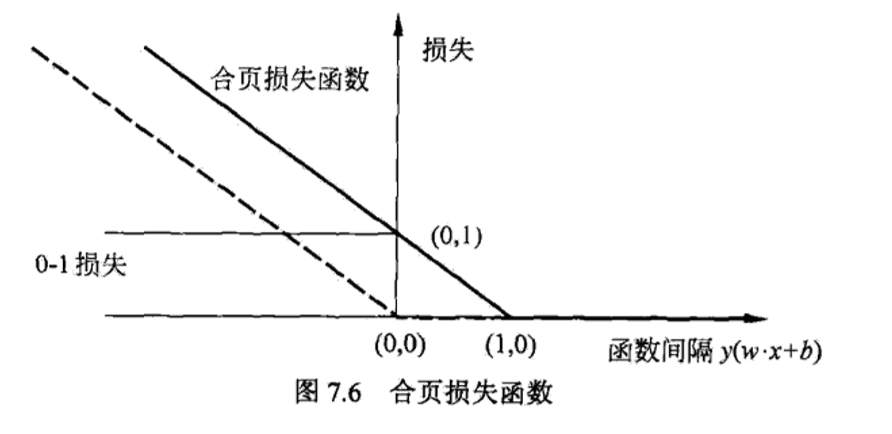 损失
合页损失函数
(0,1)
0-1损失
(0,0)
(1,0)
函数间隔 y(w·x+b)
图 7.6 合页损失函数